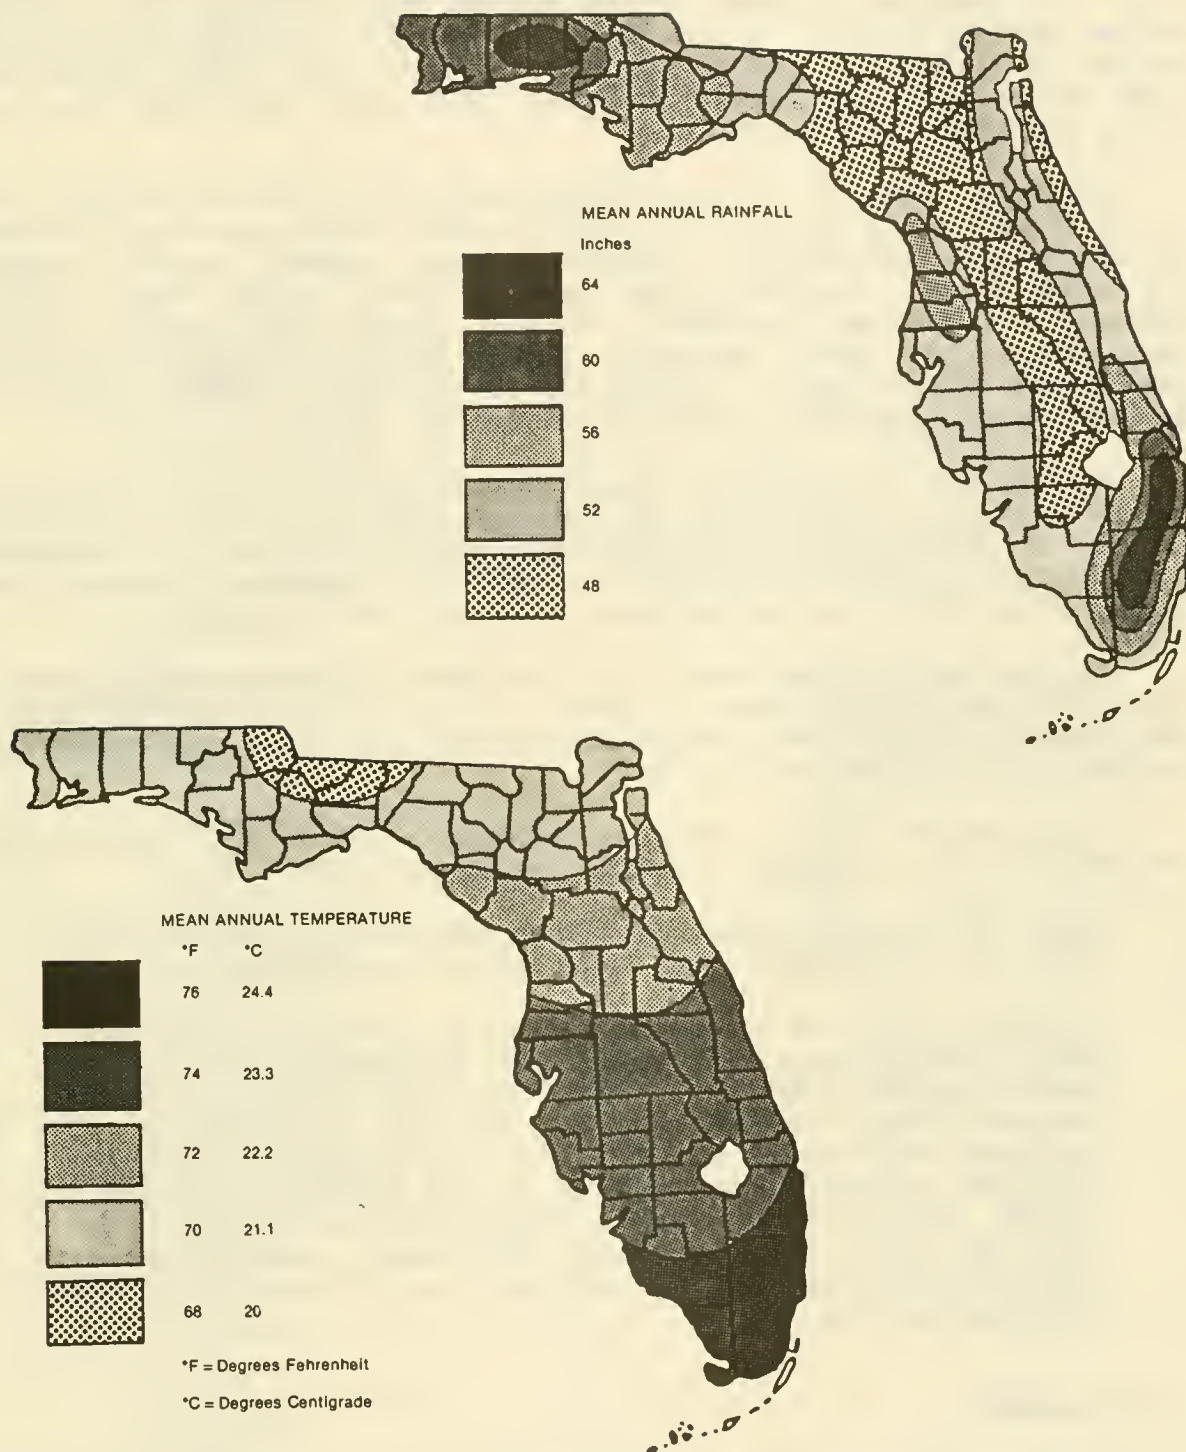 MEAN ANNUAL RAINFALL
Inches
64
60
56
52
48
MEAN ANNUAL TEMPERATURE
°F °C
76 24.4
74 23.3
72 22.2
70 21.1
68 20
°F = Degrees Fehrenheit
°C = Degrees Centigrade